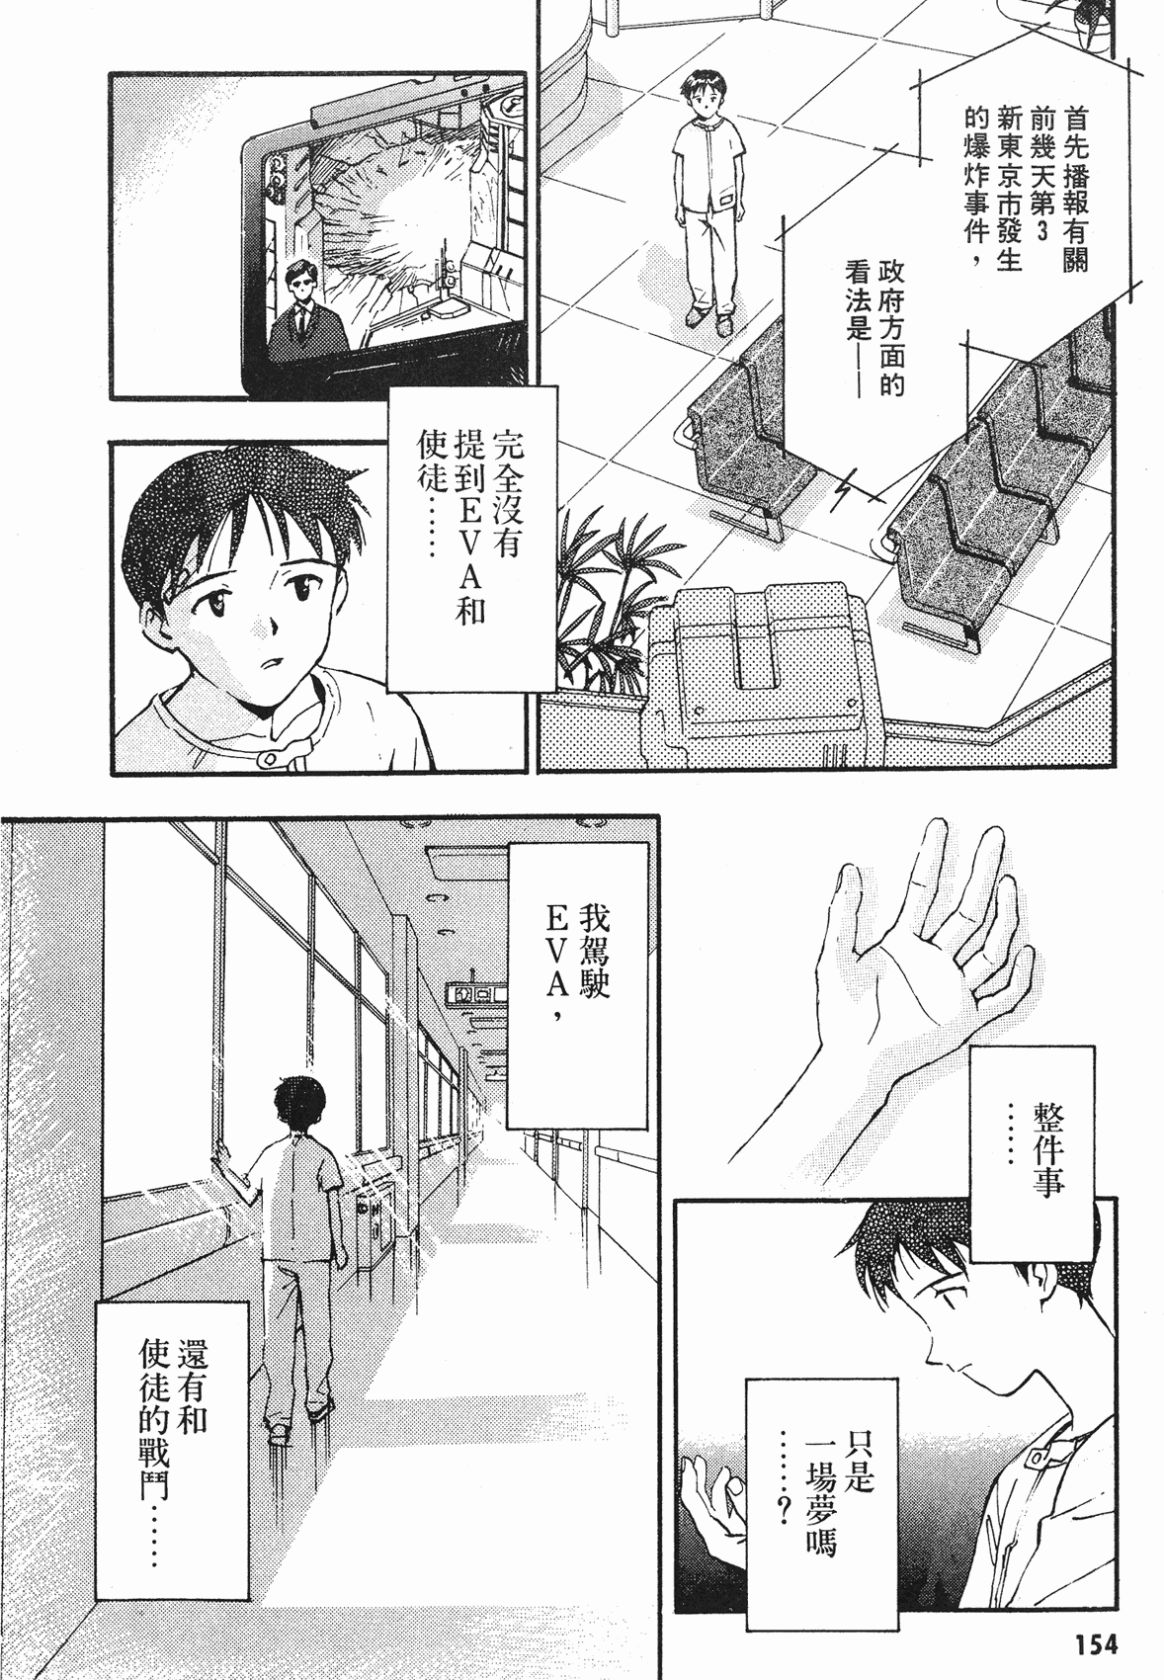 首先播報有關
前幾天第3
新東京市發生
的爆炸事件，
政府方面的
看法是——
完全沒有
提到EVA和
使徒……
整件事
……
只是
一場夢嗎
……？
我駕駛
EVA，
還有和
使徒的戰鬥……
154